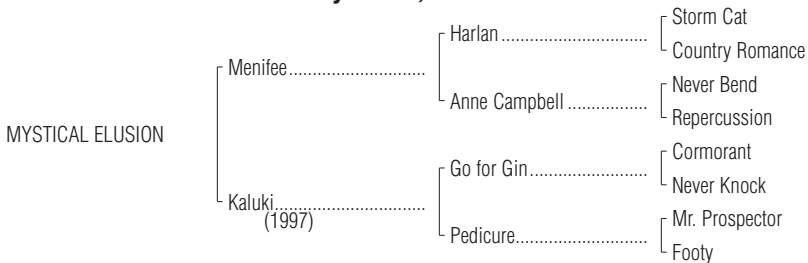 Storm Cat
Harlan ...............................
Country Romance
Menifee.............................
Never Bend
Anne Campbell .................
Repercussion
MYSTICAL ELUSION
Cormorant
Go for Gin.........................
Never Knock
Kaluki................................
(1997)
Mr. Prospector
Pedicure............................
Footy